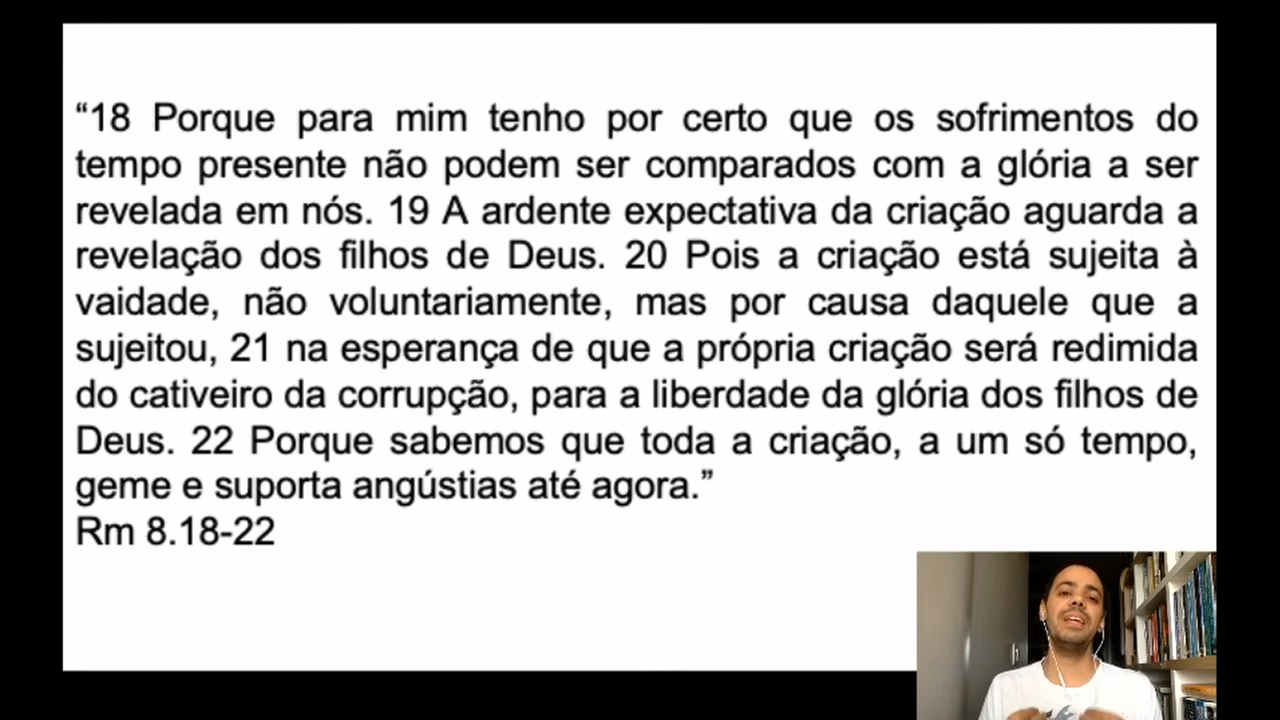 “18 Porque para mim tenho por certo que os sofrimentos do
tempo presente não podem ser comparados com a glória a ser
revelada em nós. 19 A ardente expectativa da criação aguarda a
revelação dos filhos de Deus. 20 Pois a criação está sujeita à
vaidade, não voluntariamente, mas por causa daquele que a
sujeitou, 21 na esperança de que a própria criação será redimida
do cativeiro da corrupção, para a liberdade da glória dos filhos de
Deus. 22 Porque sabemos que toda a criação, a um só tempo,
geme e suporta angústias até agora.”
Rm 8.18-22